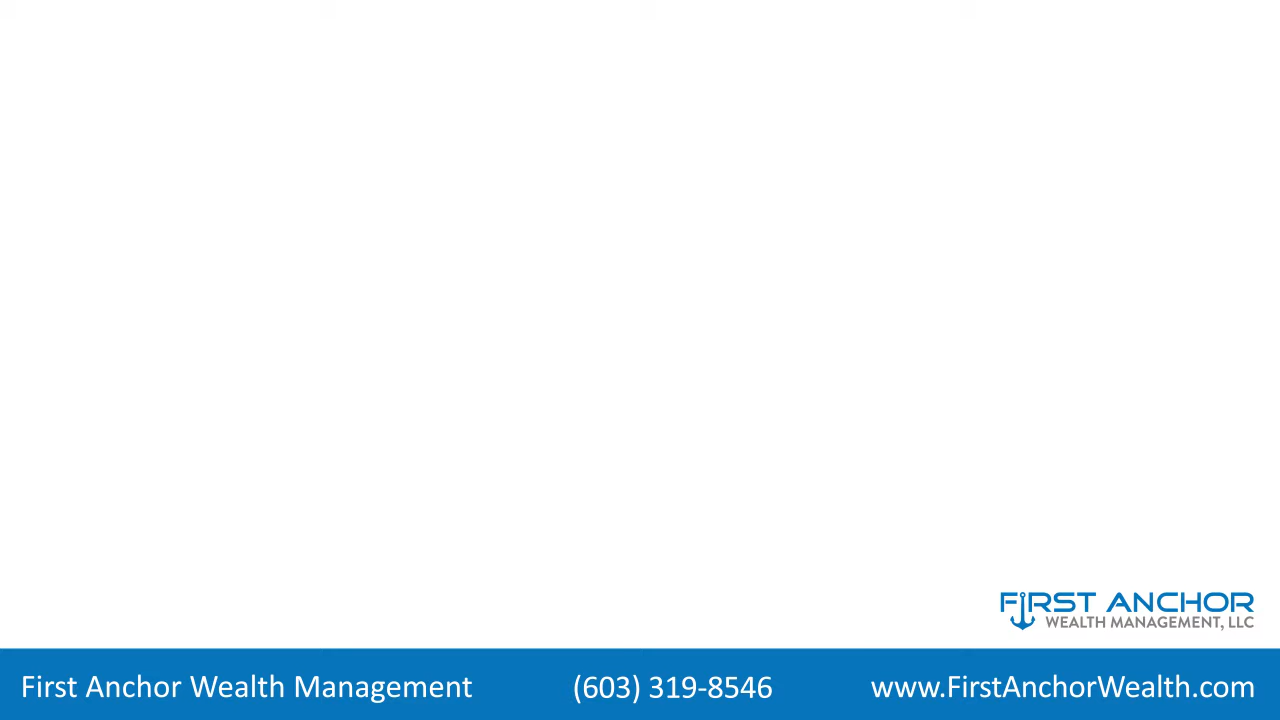 FIRST ANCHOR
WEALTH MANAGEMENT, LLC
First Anchor Wealth Management (603) 319-8546 www.FirstAnchorWealth.com